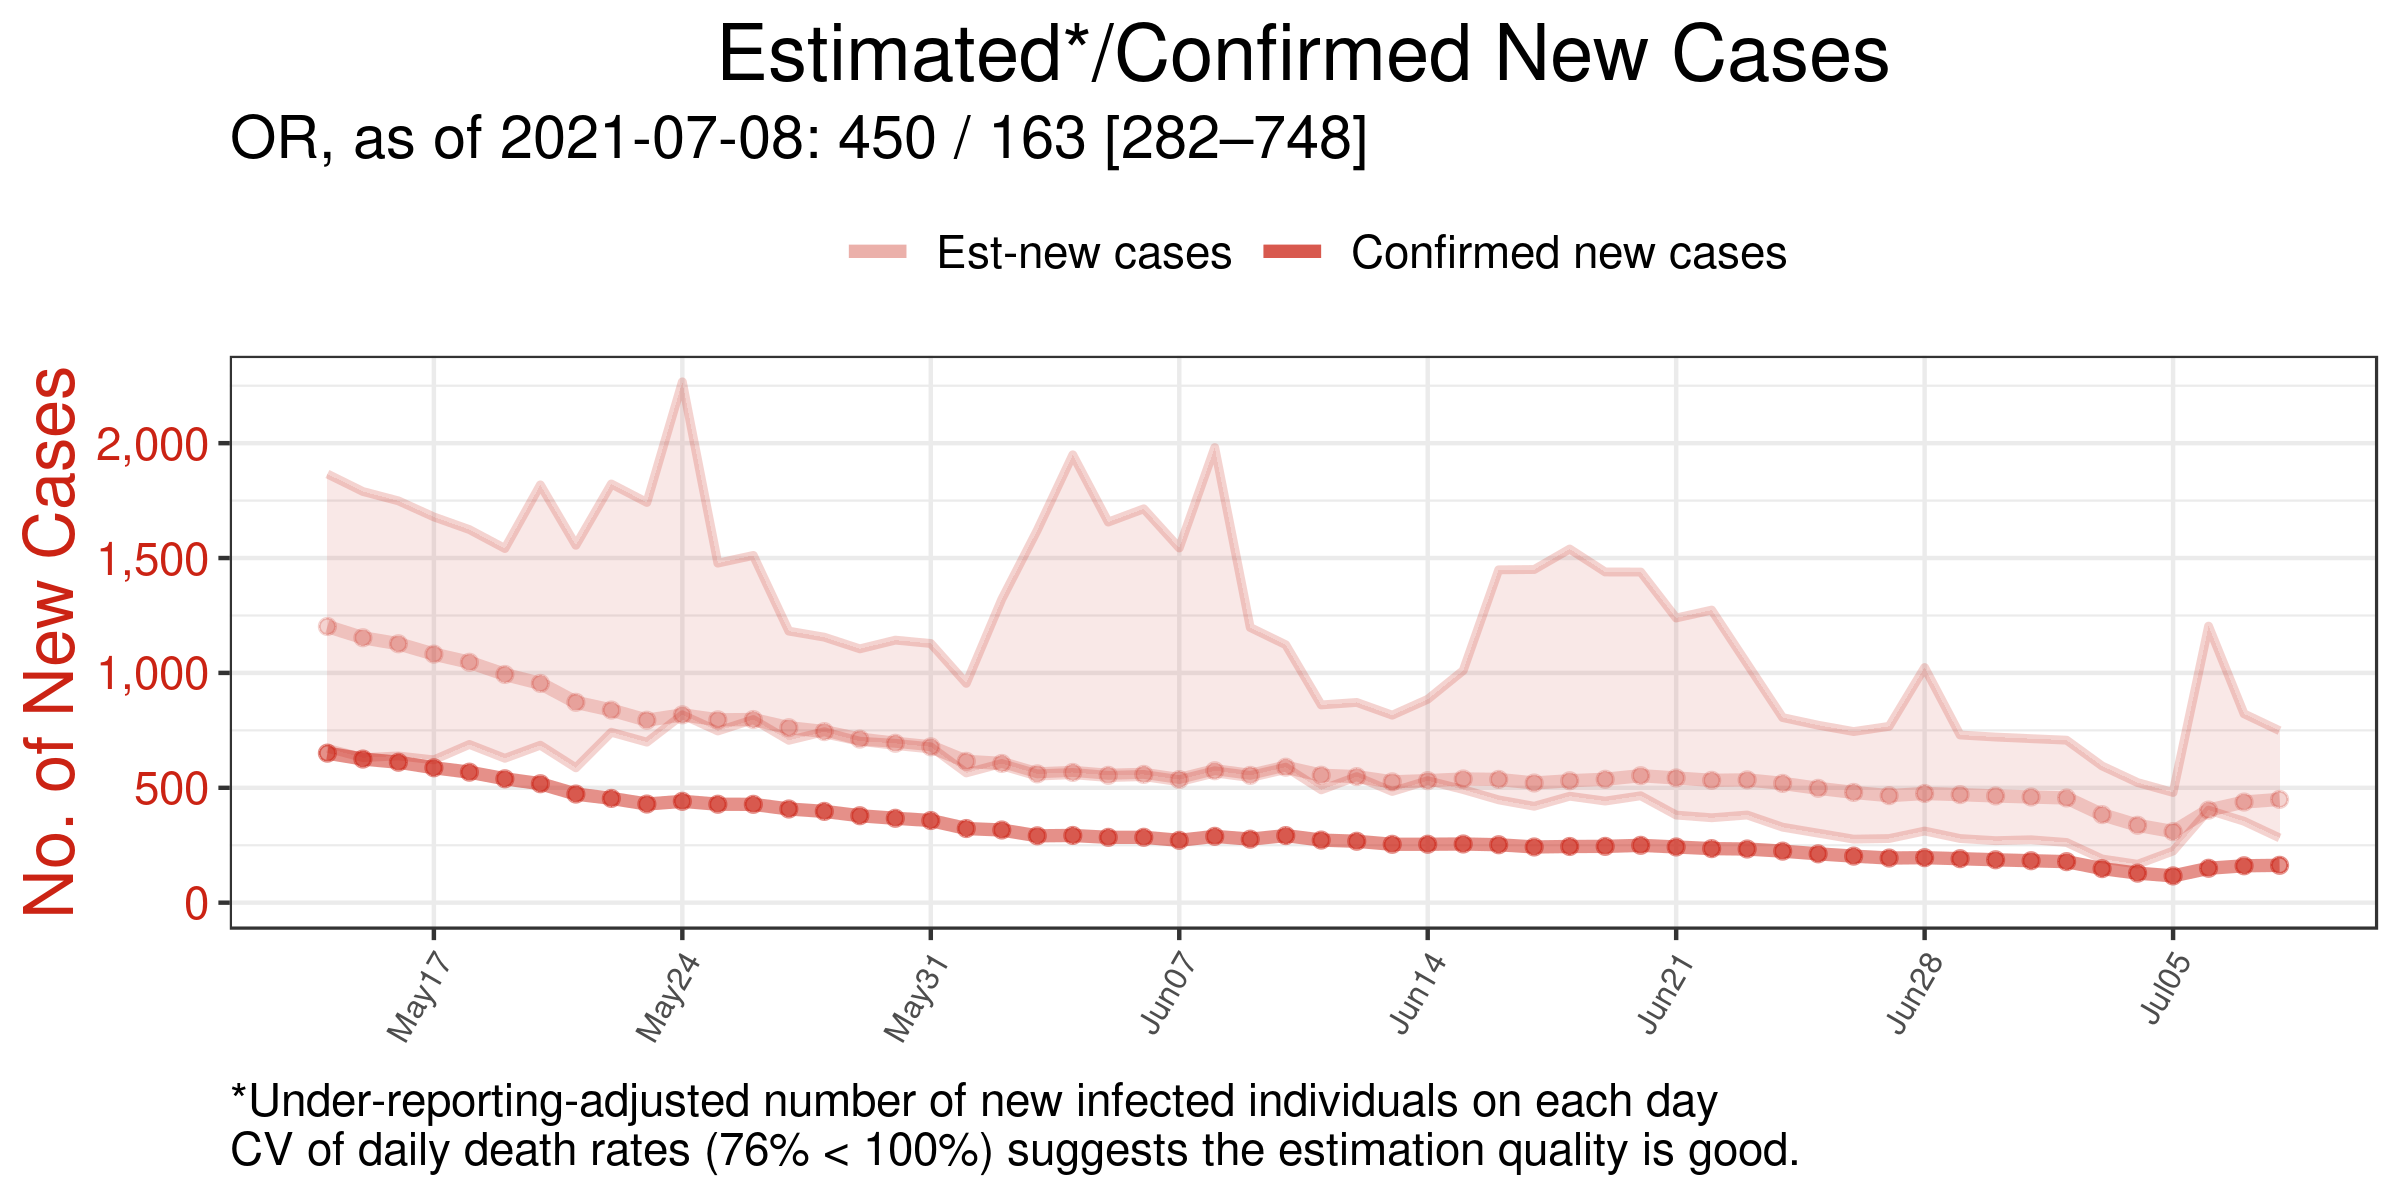 Estimated*/Confirmed New Cases
OR, as of 2021-07-08: 450 / 163 [282–748]
Est-new cases Confirmed new cases
No. of New Cases
2,000
1,500
1,000
500
0
May17 May24 May31 Jun07 Jun14 Jun21 Jun28 Jul05
*Under-reporting-adjusted number of new infected individuals on each day
CV of daily death rates (76% < 100%) suggests the estimation quality is good.